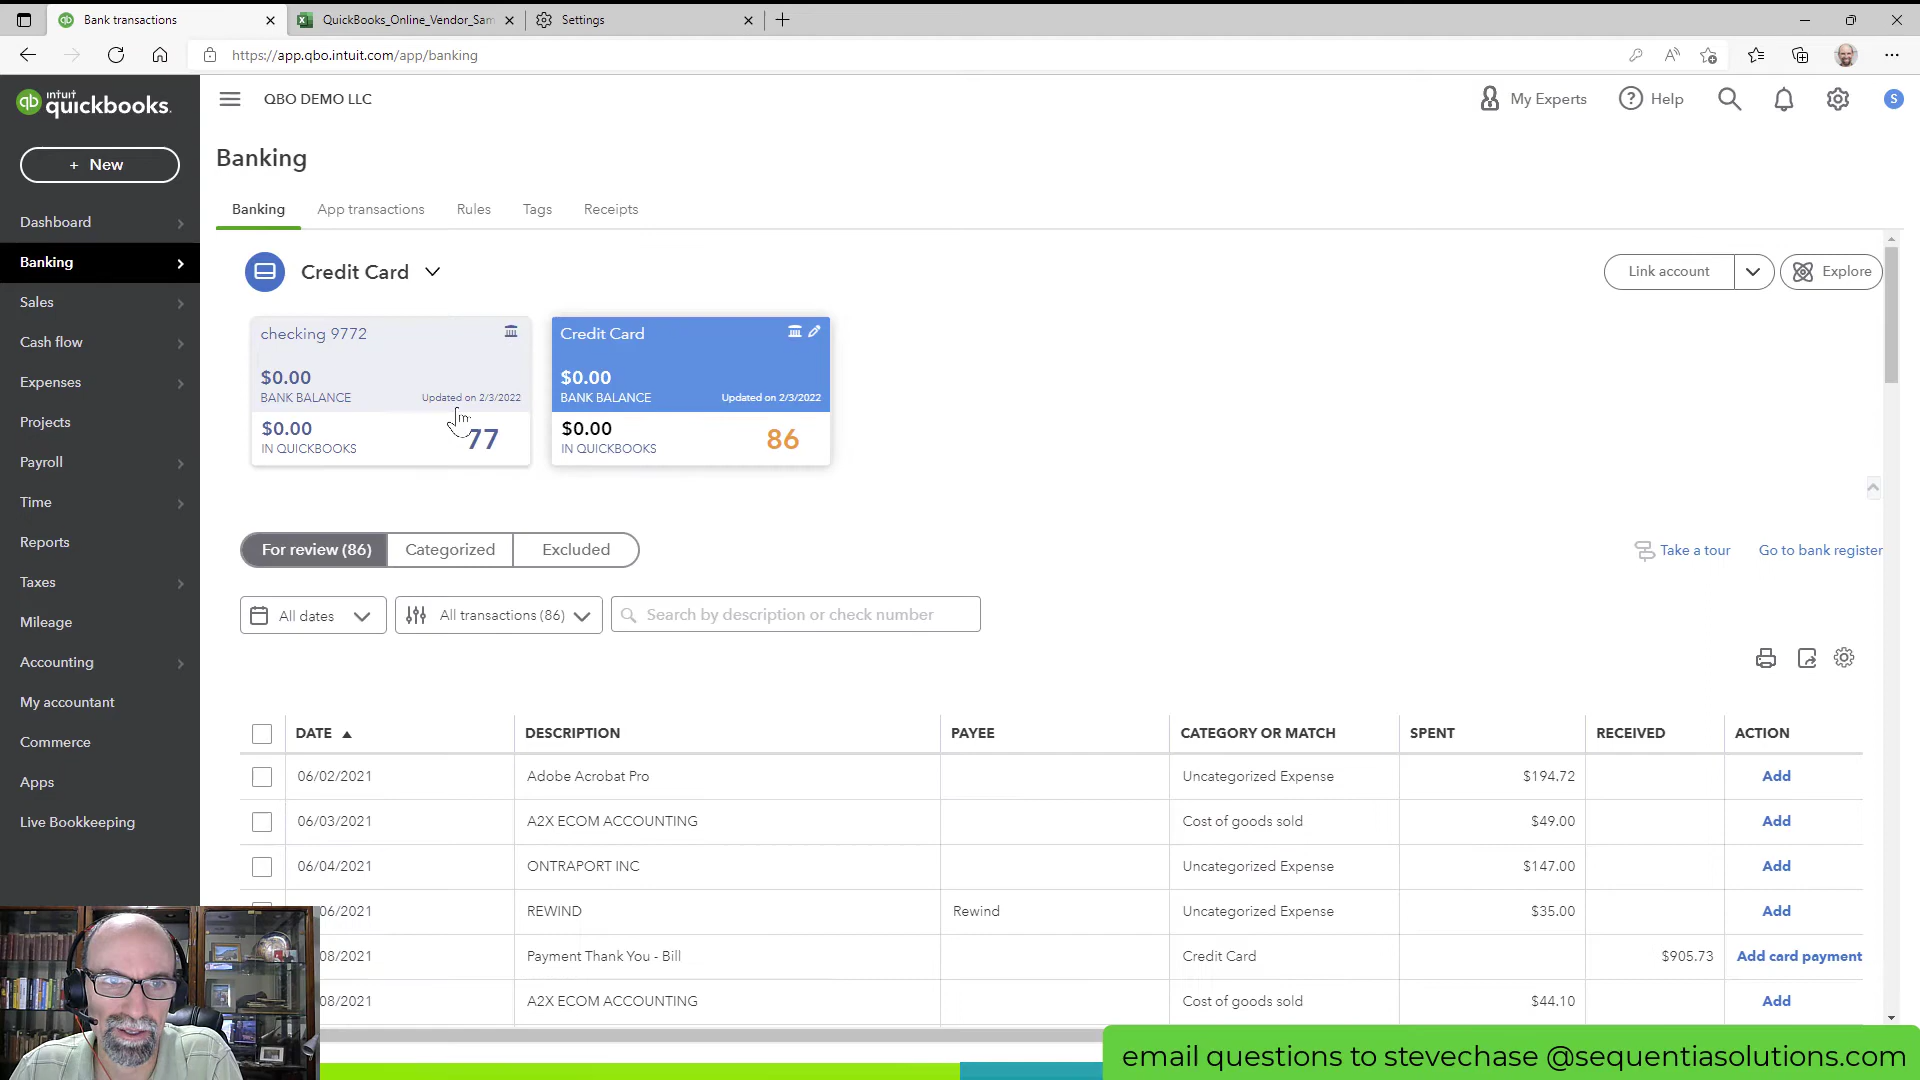 Bank transactions
QuickBooks_Online_Vendor_Sam
Settings
https://app.qbo.intuit.com/app/banking
intuit
quickbooks.
QBO DEMO LLC
My Experts
Help
S
+ New
Banking
Dashboard
Banking
Sales
Cash flow
Expenses
Projects
Payroll
Time
Reports
Taxes
Mileage
Accounting
My accountant
Commerce
Apps
Live Bookkeeping
Banking App transactions Rules Tags Receipts
Credit Card
Link account
Explore
checking 9772
$0.00
BANK BALANCE Updated on 2/3/2022
$0.00
IN QUICKBOOKS
77
Credit Card
$0.00
BANK BALANCE Updated on 2/3/2022
$0.00
IN QUICKBOOKS
86
For review (86) Categorized Excluded
Take a tour Go to bank register
All dates All transactions (86) Search by description or check number
DATE DESCRIPTION PAYEE CATEGORY OR MATCH SPENT RECEIVED ACTION
06/02/2021 Adobe Acrobat Pro Uncategorized Expense $194.72 Add
06/03/2021 A2X ECOM ACCOUNTING Cost of goods sold $49.00 Add
06/04/2021 ONTRAPORT INC Uncategorized Expense $147.00 Add
06/2021 REWIND Rewind Uncategorized Expense $35.00 Add
08/2021 Payment Thank You - Bill Credit Card $905.73 Add card payment
08/2021 A2X ECOM ACCOUNTING Cost of goods sold $44.10 Add
email questions to stevechase @sequentiasolutions.com